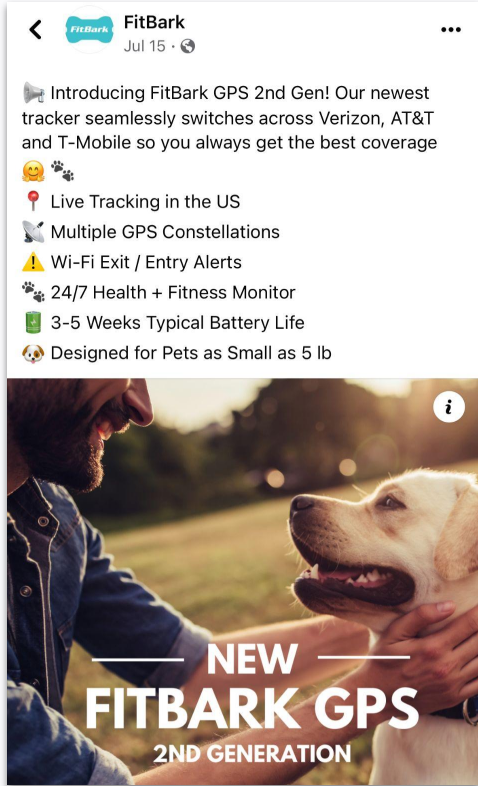 FitBark
FitBark
Jul 15 ·
📢 Introducing FitBark GPS 2nd Gen! Our newest
tracker seamlessly switches across Verizon, AT&T
and T-Mobile so you always get the best coverage
🤗 🐾
📍 Live Tracking in the US
📡 Multiple GPS Constellations
⚠️ Wi-Fi Exit / Entry Alerts
🐾 24/7 Health + Fitness Monitor
🔋 3-5 Weeks Typical Battery Life
🐶 Designed for Pets as Small as 5 lb
i
NEW
FITBARK GPS
2ND GENERATION